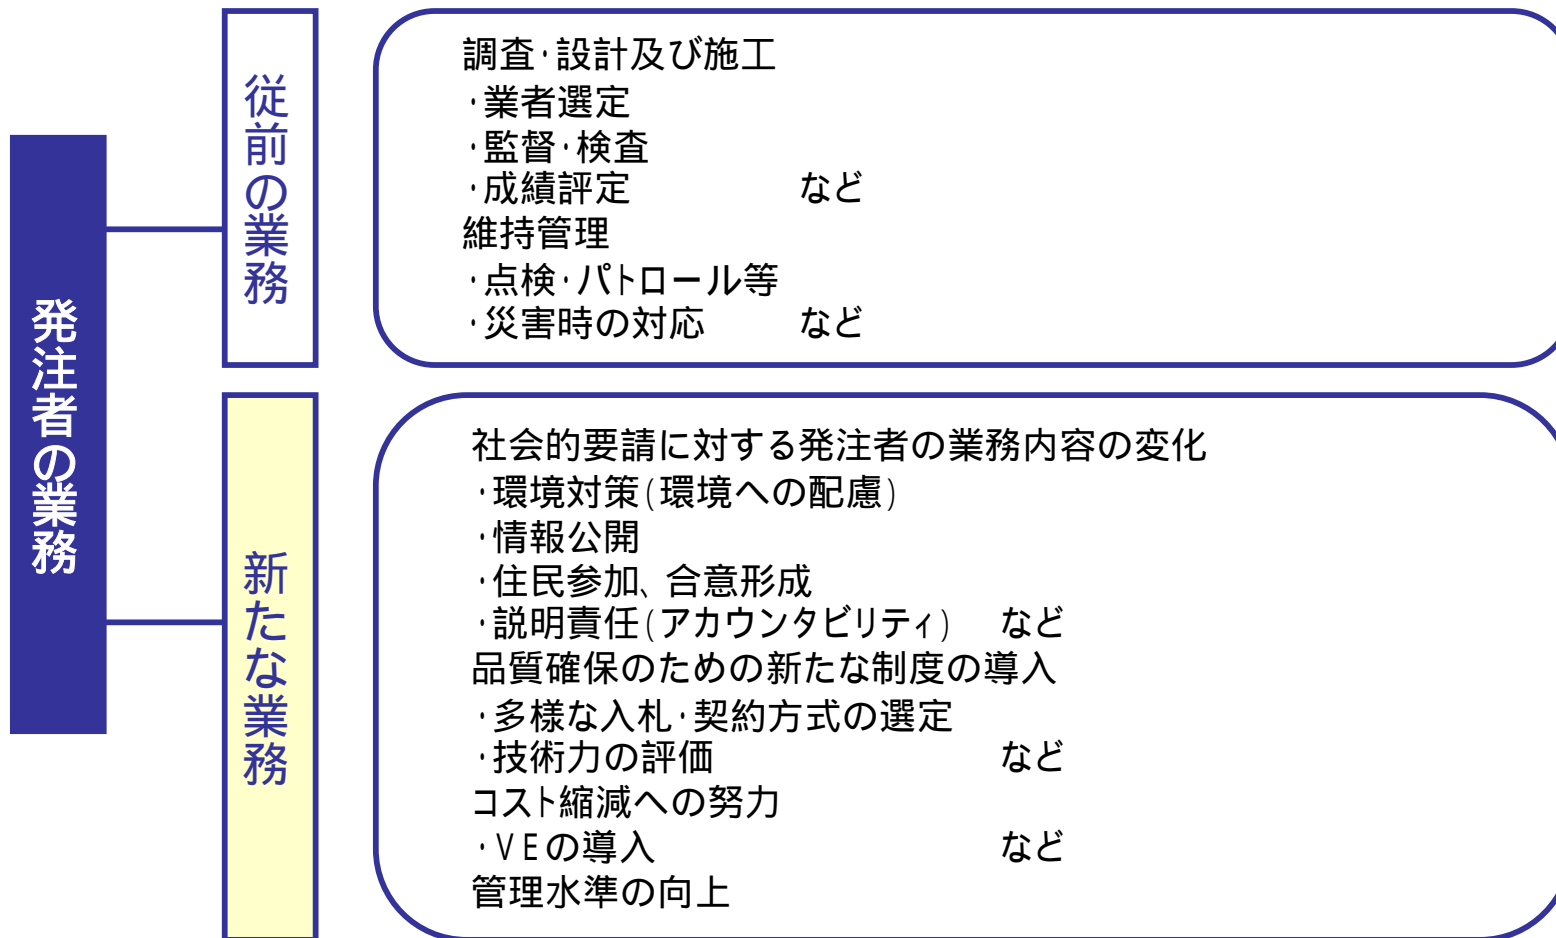 発注者の業務
従前の業務
調査・設計及び施工
・業者選定
・監督・検査
・成績評定　など
維持管理
・点検・パトロール等
・災害時の対応　など
新たな業務
社会的要請に対する発注者の業務内容の変化
・環境対策(環境への配慮)
・情報公開
・住民参加、合意形成
・説明責任(アカウンタビリティ)　など
品質確保のための新たな制度の導入
・多様な入札・契約方式の選定
・技術力の評価　など
コスト縮減への努力
・VEの導入　など
管理水準の向上